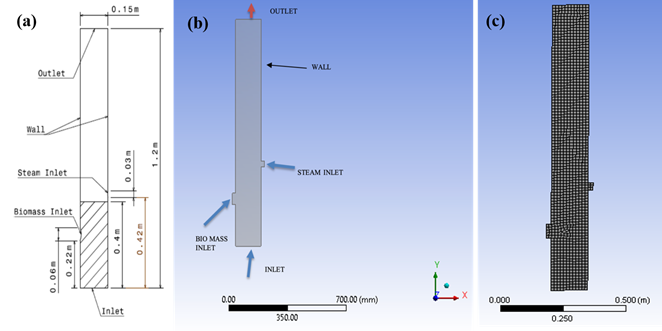 (a)
0.15m
Outlet
Wall
1.2m
Steam Inlet
0.03m
Biomass Inlet
0.06m
0.22m
0.4m
0.42m
Inlet
(b)
OUTLET
WALL
STEAM INLET
BIO MASS
INLET
INLET
Y
X
0.00
700.00 (mm)
350.00
(c)
0.000
0.500 (m)
0.250